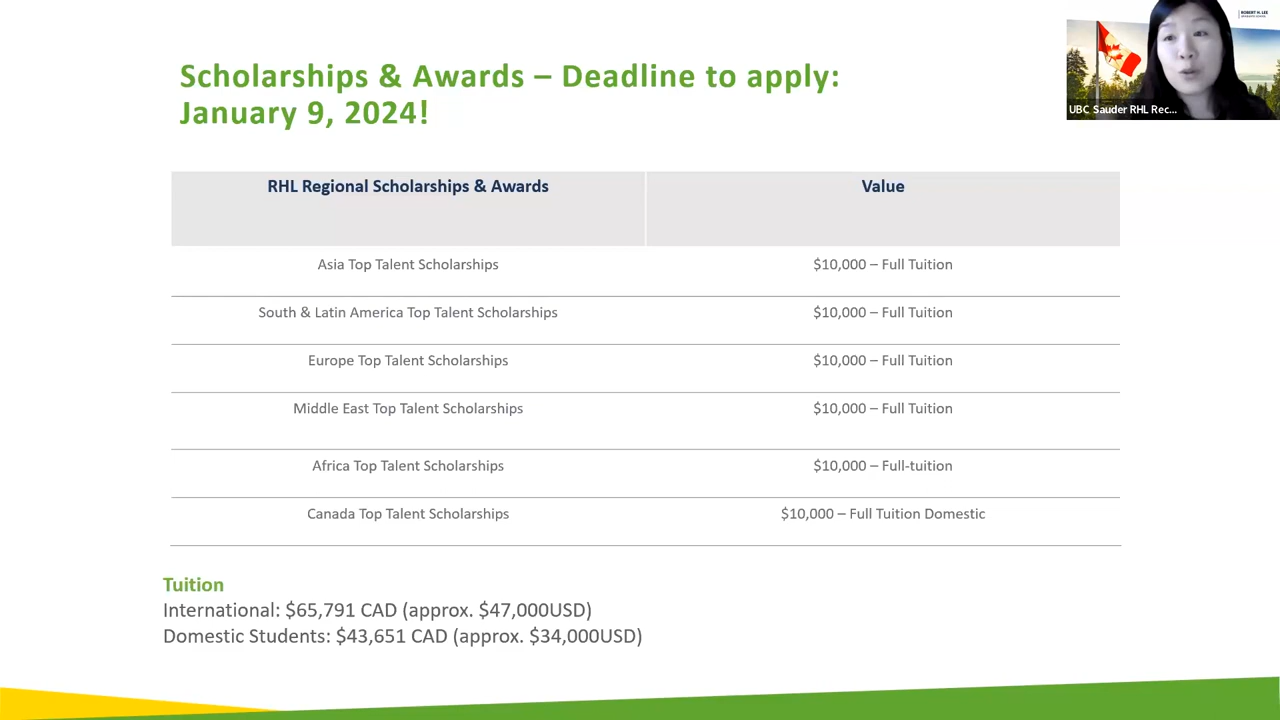 Scholarships & Awards – Deadline to apply:
January 9, 2024!
ROBERT H. LEE
UBC Sauder RHL Rec...
RHL Regional Scholarships & Awards
Value
Asia Top Talent Scholarships
$10,000 – Full Tuition
South & Latin America Top Talent Scholarships
$10,000 – Full Tuition
Europe Top Talent Scholarships
$10,000 – Full Tuition
Middle East Top Talent Scholarships
$10,000 – Full Tuition
Africa Top Talent Scholarships
$10,000 – Full-tuition
Canada Top Talent Scholarships
$10,000 – Full Tuition Domestic
Tuition
International: $65,791 CAD (approx. $47,000USD)
Domestic Students: $43,651 CAD (approx. $34,000USD)